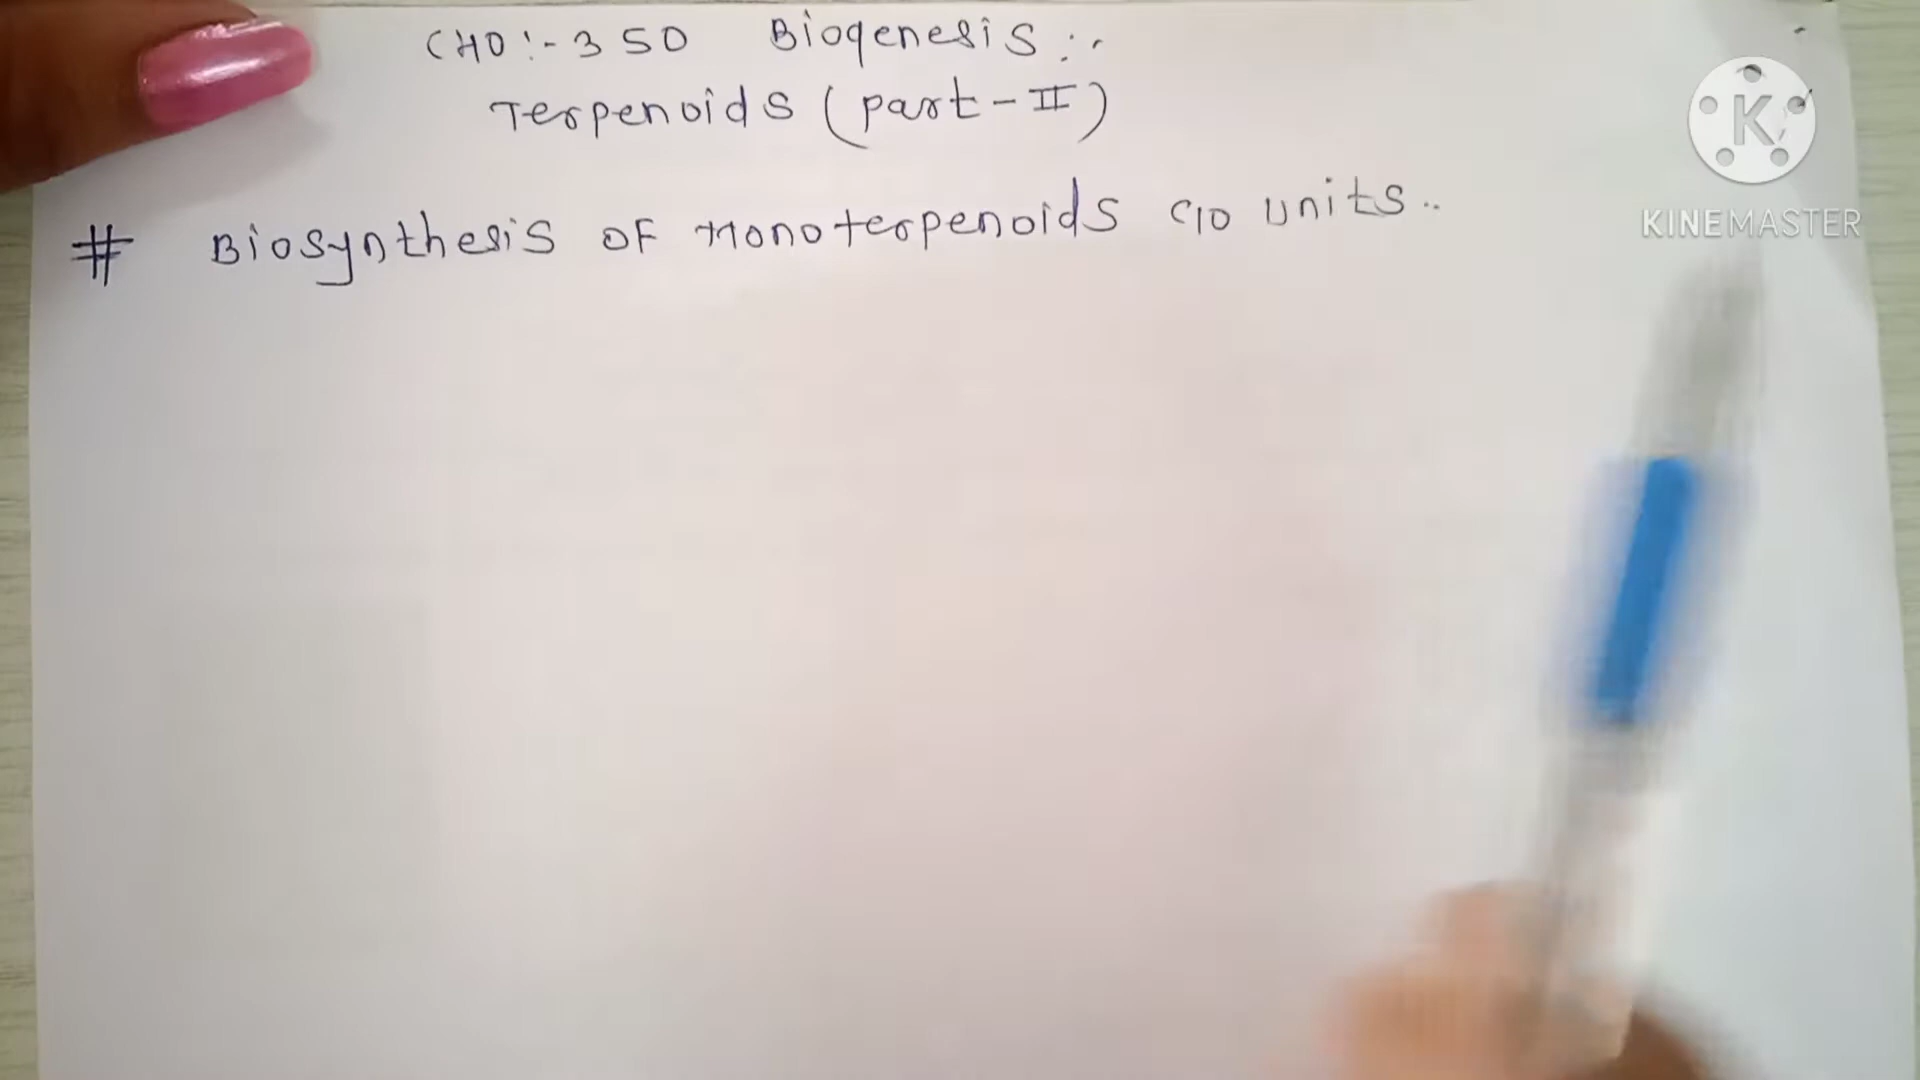 CHO:- 350 Biogenesis :-
Terpenoids (part-II)
# Biosynthesis OF Monoterpenoids C10 units..
K
KINEMASTER